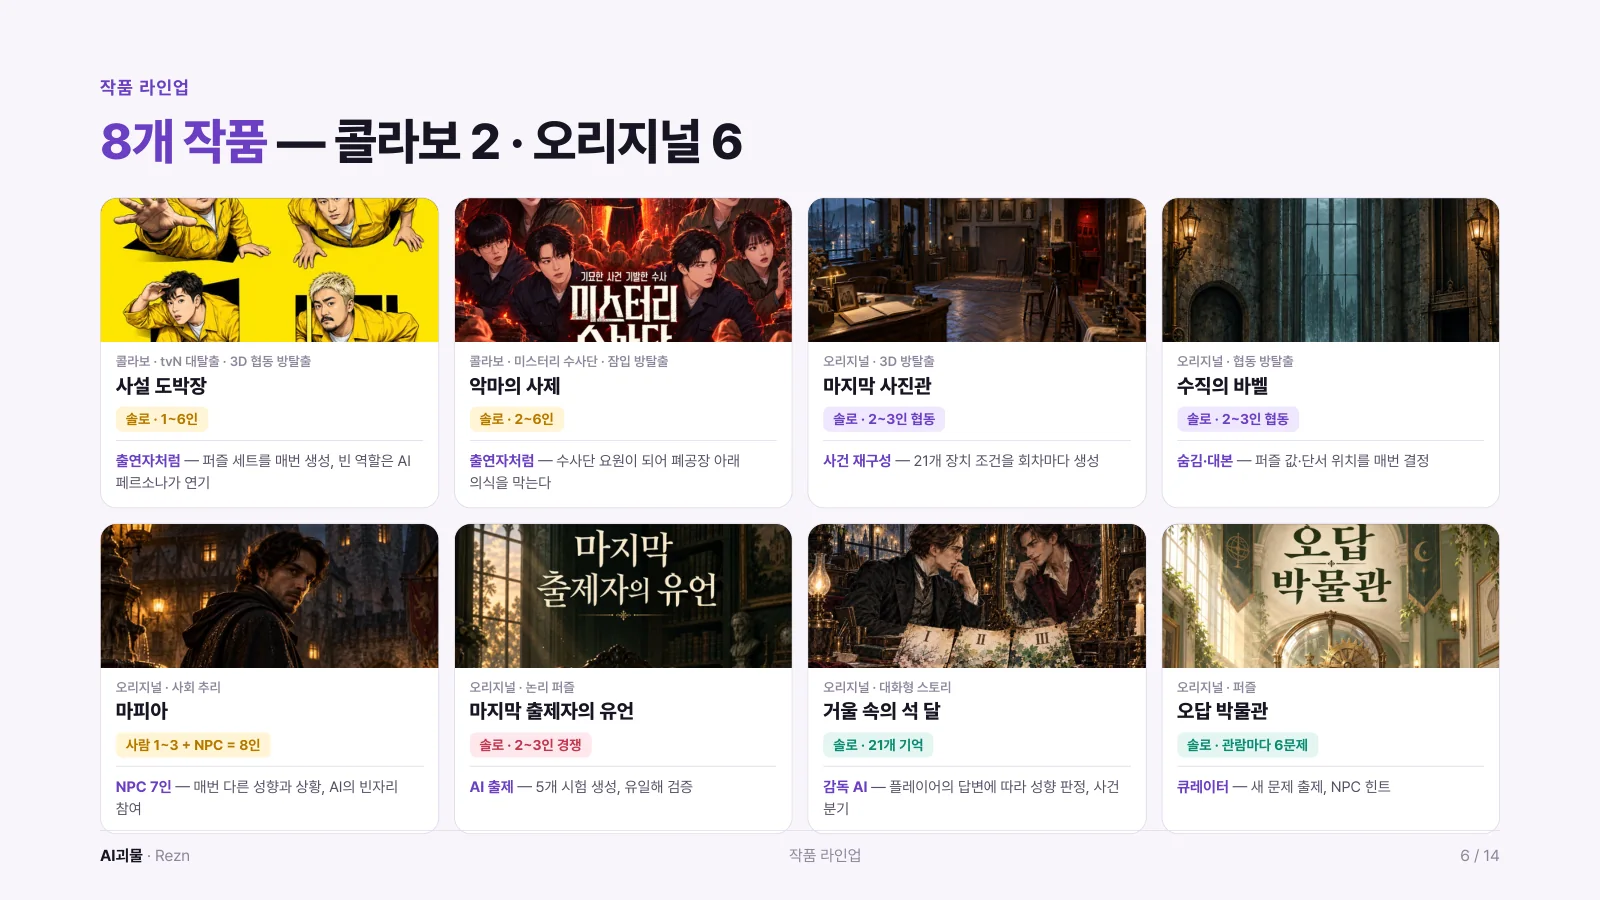 작품 라인업
8개 작품 — 콜라보 2 · 오리지널 6
콜라보 · tvN 대탈출 · 3D 협동 방탈출
사설 도박장
솔로 · 1~6인
출연자처럼 — 퍼즐 세트를 매번 생성, 빈 역할은 AI
페르소나가 연기
기묘한 사건 기발한 수사
미스터리
수사단
콜라보 · 미스터리 수사단 · 잠입 방탈출
악마의 사제
솔로 · 2~6인
출연자처럼 — 수사단 요원이 되어 폐공장 아래
의식을 막는다
오리지널 · 3D 방탈출
마지막 사진관
솔로 · 2~3인 협동
사건 재구성 — 21개 장치 조건을 회차마다 생성
오리지널 · 협동 방탈출
수직의 바벨
솔로 · 2~3인 협동
숨김·대본 — 퍼즐 값·단서 위치를 매번 결정
오리지널 · 사회 추리
마피아
사람 1~3 + NPC = 8인
NPC 7인 — 매번 다른 성향과 상황, AI의 빈자리
참여
마지막
출제자의 유언
오리지널 · 논리 퍼즐
마지막 출제자의 유언
솔로 · 2~3인 경쟁
AI 출제 — 5개 시험 생성, 유일해 검증
I II III
오리지널 · 대화형 스토리
거울 속의 석 달
솔로 · 21개 기억
감독 AI — 플레이어의 답변에 따라 성향 판정, 사건
분기
오답
박물관
오리지널 · 퍼즐
오답 박물관
솔로 · 관람마다 6문제
큐레이터 — 새 문제 출제, NPC 힌트
AI괴물 · Rezn
작품 라인업
6 / 14